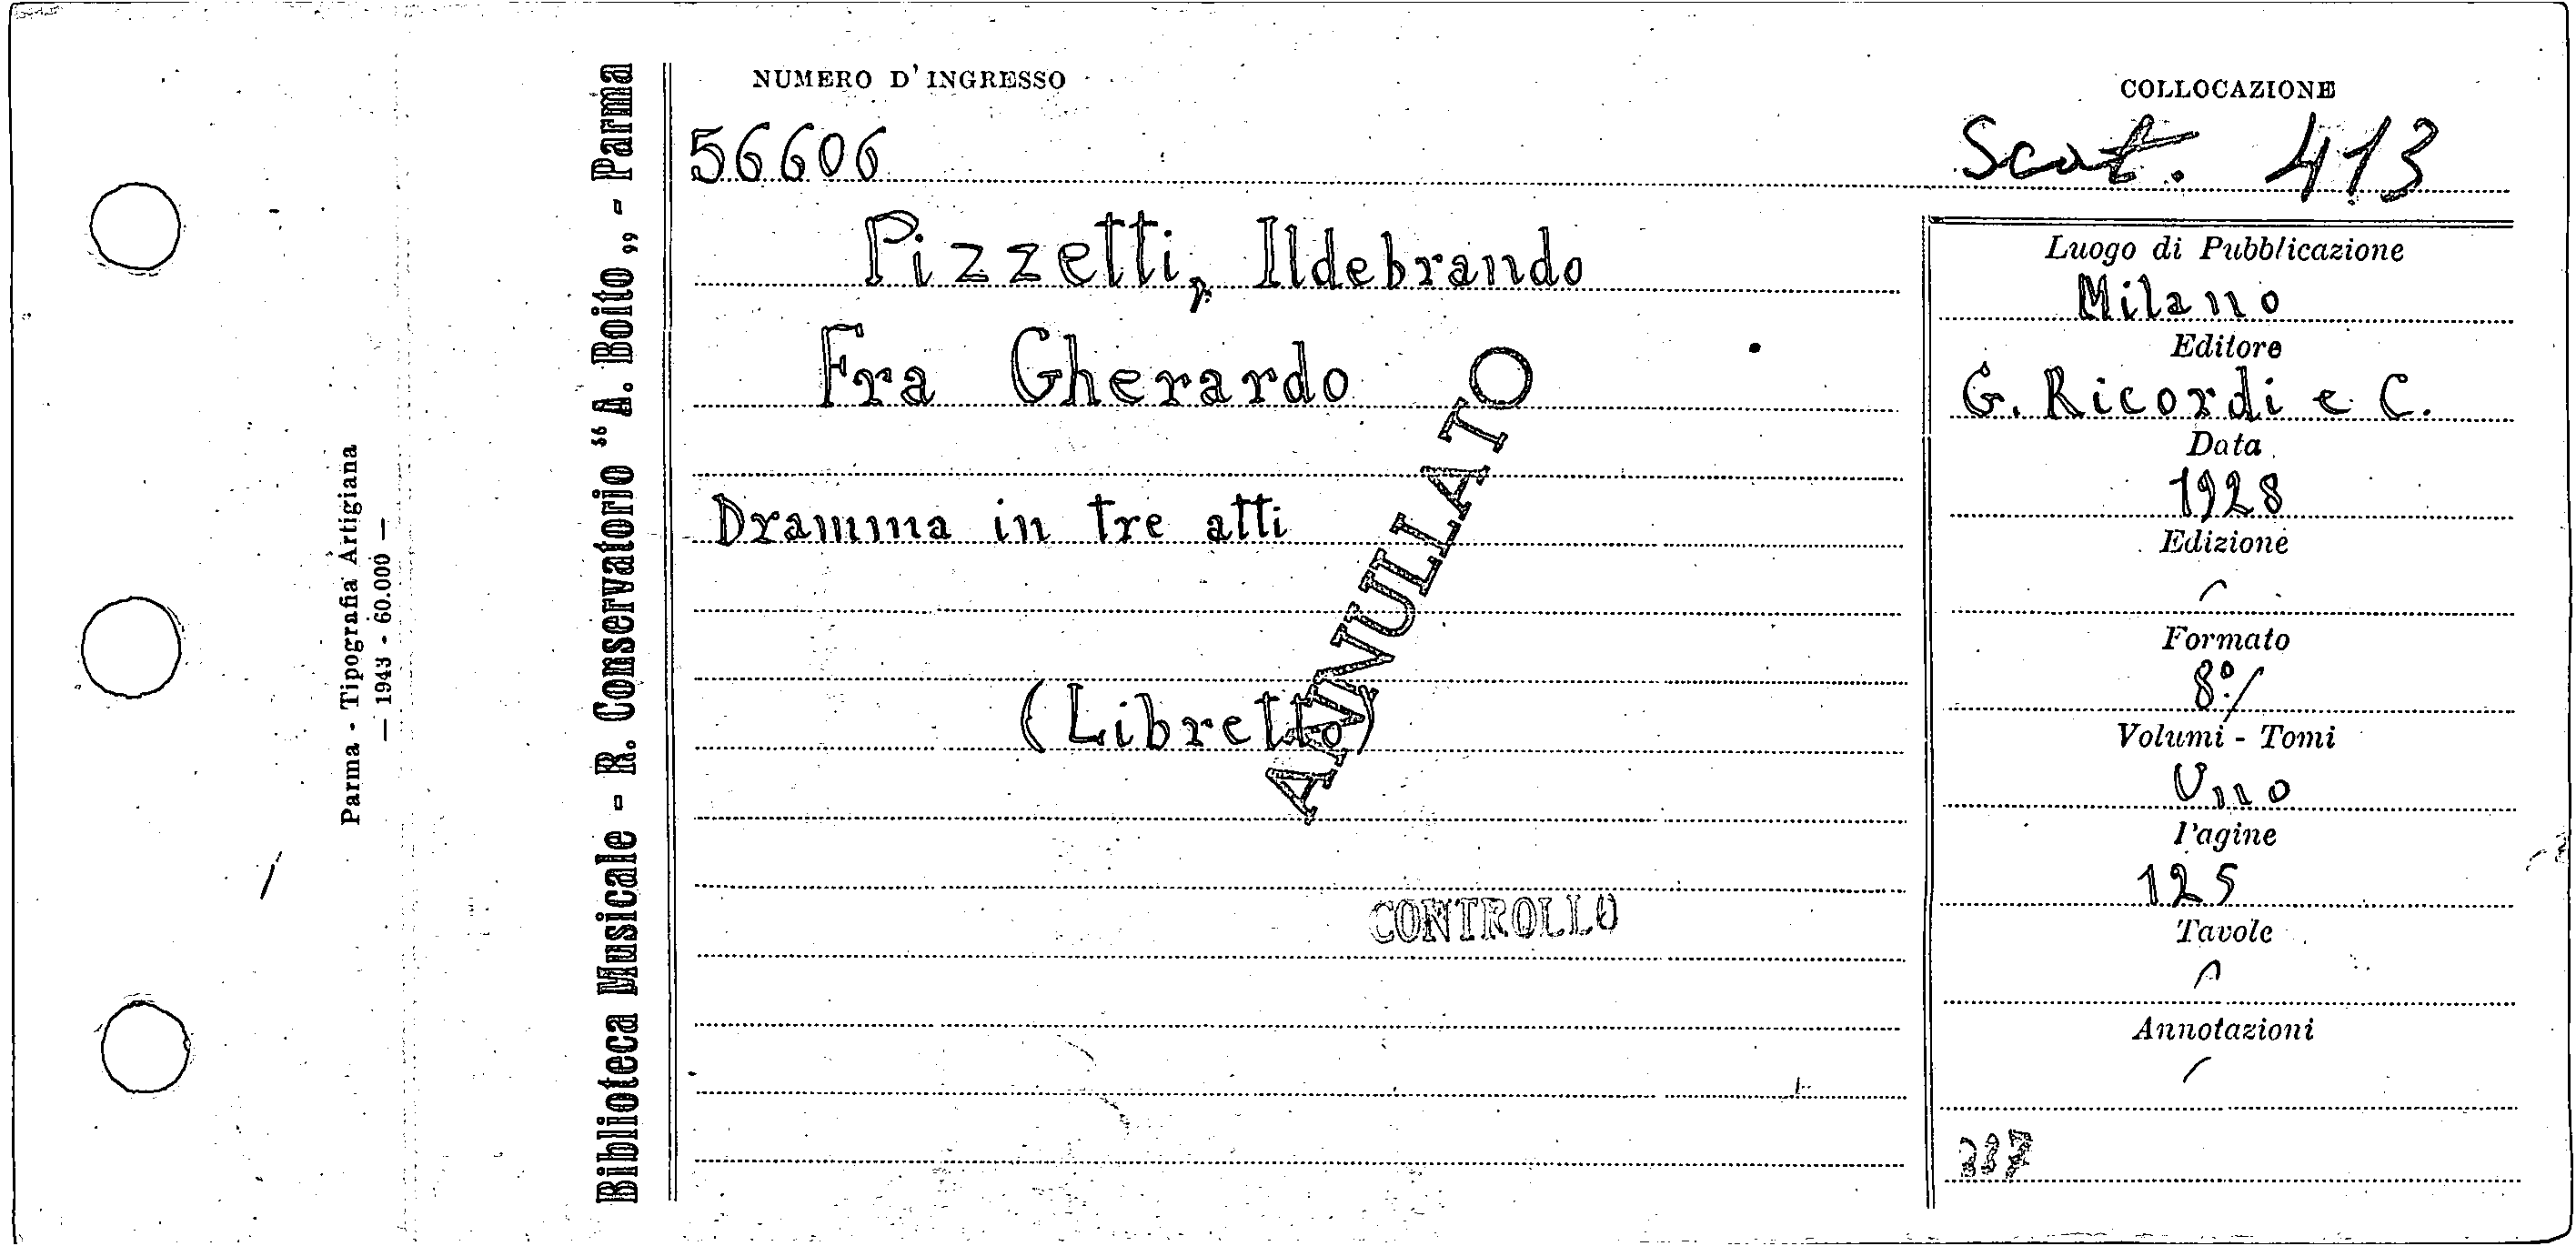 NUMERO D'INGRESSO
COLLOCAZIONE
56606
Scat. 413
Pizzetti, Ildebrando
Fra Gherardo
Dramma in tre atti
(Libretto)
ANNULLATO
CONTROLLO
Luogo di Pubblicazione
Milano
Editore
G. Ricordi e C.
Data
1928
Edizione
Formato
8°/
Volumi - Tomi
Uno
Pagine
125
Tavole
Annotazioni
Biblioteca Musicale - R. Conservatorio “A. Boito„ - Parma
Parma - Tipografia Artigiana
— 1943 - 60.000 —